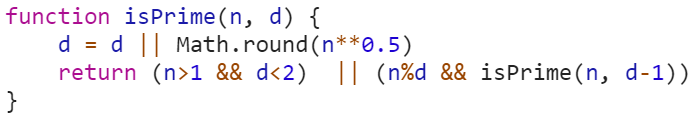 function isPrime(n, d) {
    d = d || Math.round(n**0.5)
    return (n>1 && d<2)  || (n%d && isPrime(n, d-1))
}